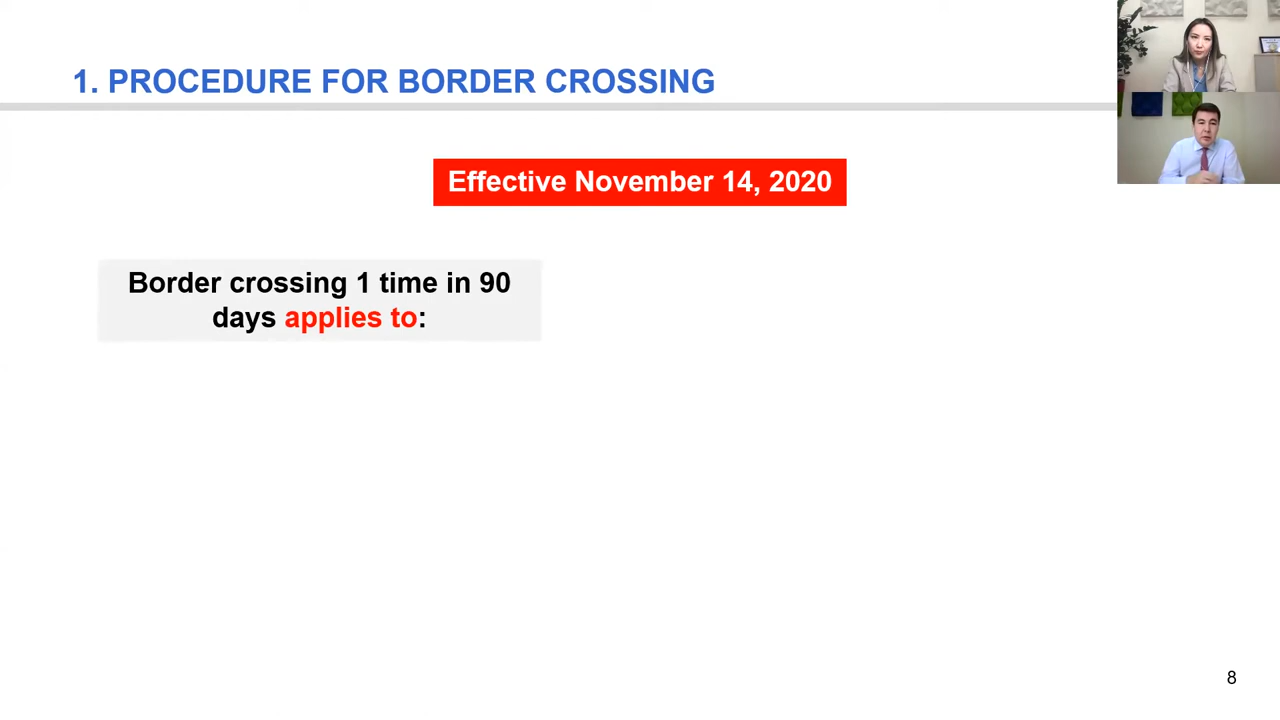 1. PROCEDURE FOR BORDER CROSSING
Effective November 14, 2020
Border crossing 1 time in 90
days applies to:
8